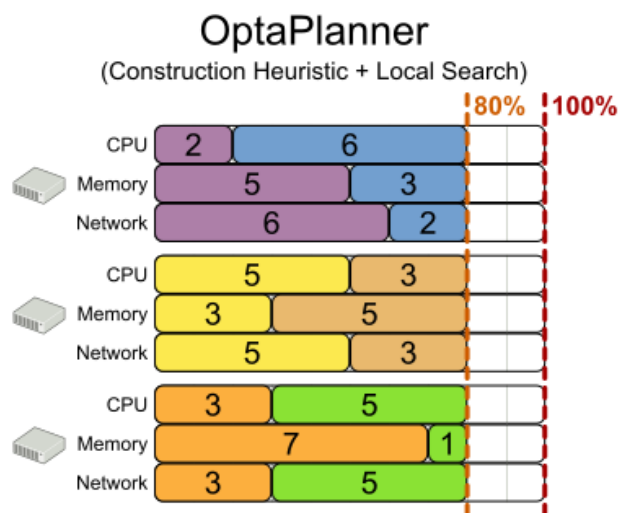 OptaPlanner
(Construction Heuristic + Local Search)
80% 100%
CPU 2 6
Memory 5 3
Network 6 2
CPU 5 3
Memory 3 5
Network 5 3
CPU 3 5
Memory 7 1
Network 3 5